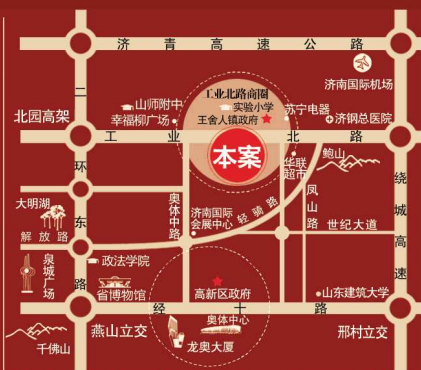 济青高速公路
济南国际机场
工业北路商圈
山师附中
实验小学
幸福柳广场
王舍人镇政府
苏宁电器
北园高架
济钢总医院
工业北路
本案
华联
超市
鲍山
二环东路
绕城高速
大明湖
奥体中路
济南国际
会展中心
轻骑路
凤山路
解放路
世纪大道
泉城广场
政法学院
省博物馆
高新区政府
山东建筑大学
经十路
燕山立交
奥体中心
邢村立交
千佛山
龙奥大厦